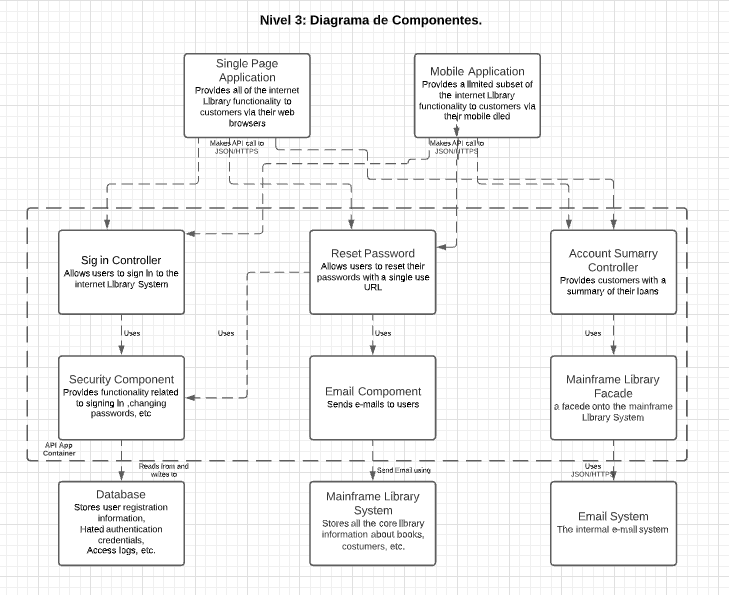 Nivel 3: Diagrama de Componentes.
Single Page
Application
Provides all of the internet
Library functionality to
customers via their web
browsers
Mobile Application
Provides a limited subset of
the internet Library
functionality to customers via
their mobile died
Makes API call to
JSON/HTTPS
Makes API call to
JSON/HTTPS
Sig in Controller
Allows users to sign In to the
internet Library System
Reset Password
Allows users to reset their
passwords with a single use
URL
Account Sumarry
Controller
Provides customers with a
summary of their loans
Uses
Uses
Uses
Uses
Security Component
Provides functionality related
to signing In ,changing
passwords, etc
Email Compoment
Sends e-mails to users
Mainframe Library
Facade
a facade onto the mainframe
Library System
API App
Container
Reads from and
writes to
Send Email using
Uses
JSON/HTTPS
Database
Stores user registration
information,
Hated authentication
credentials,
Access logs, etc.
Mainframe Library
System
Stores all the core library
information about books,
costumers, etc.
Email System
The internal e-mail system